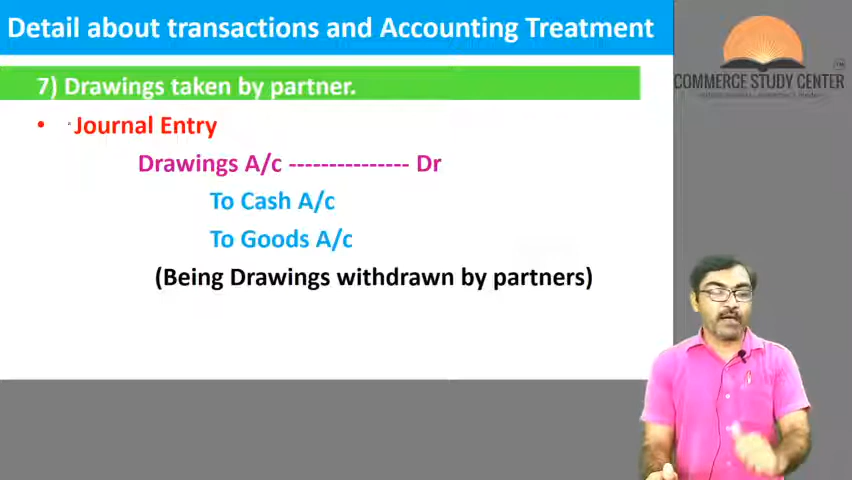 Detail about transactions and Accounting Treatment
7) Drawings taken by partner.
• Journal Entry
Drawings A/c --------------- Dr
To Cash A/c
To Goods A/c
(Being Drawings withdrawn by partners)
TM
COMMERCE STUDY CENTER